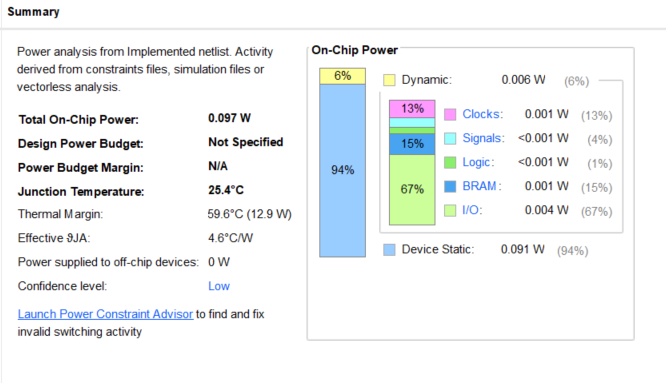 Summary
Power analysis from Implemented netlist. Activity
derived from constraints files, simulation files or
vectorless analysis.
Total On-Chip Power: 0.097 W
Design Power Budget: Not Specified
Power Budget Margin: N/A
Junction Temperature: 25.4°C
Thermal Margin: 59.6°C (12.9 W)
Effective ϑJA: 4.6°C/W
Power supplied to off-chip devices: 0 W
Confidence level: Low
Launch Power Constraint Advisor to find and fix
invalid switching activity
On-Chip Power
6%
94%
Dynamic: 0.006 W (6%)
13%
15%
67%
Clocks: 0.001 W (13%)
Signals: <0.001 W (4%)
Logic: <0.001 W (1%)
BRAM: 0.001 W (15%)
I/O: 0.004 W (67%)
Device Static: 0.091 W (94%)